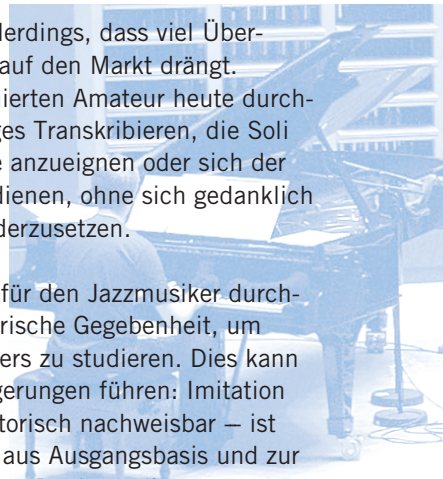 lerdings, dass viel Über-
auf den Markt drängt.
ierten Amateur heute durch-
ges Transkribieren, die Soli
e anzueignen oder sich der
dienen, ohne sich gedanklich
derzusetzen.
für den Jazzmusiker durch-
rische Gegebenheit, um
ers zu studieren. Dies kann
gerungen führen: Imitation
torisch nachweisbar – ist
aus Ausgangsbasis und zur